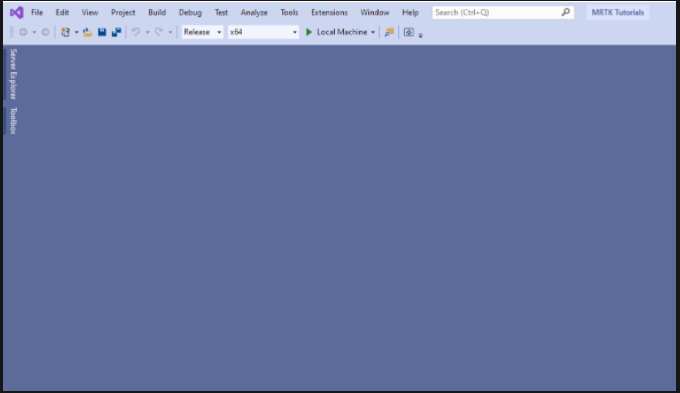 File Edit View Project Build Debug Test Analyze Tools Extensions Window Help Search (Ctrl+Q) MRTK Tutorials
Release x64 Local Machine
Server Explorer
Toolbox